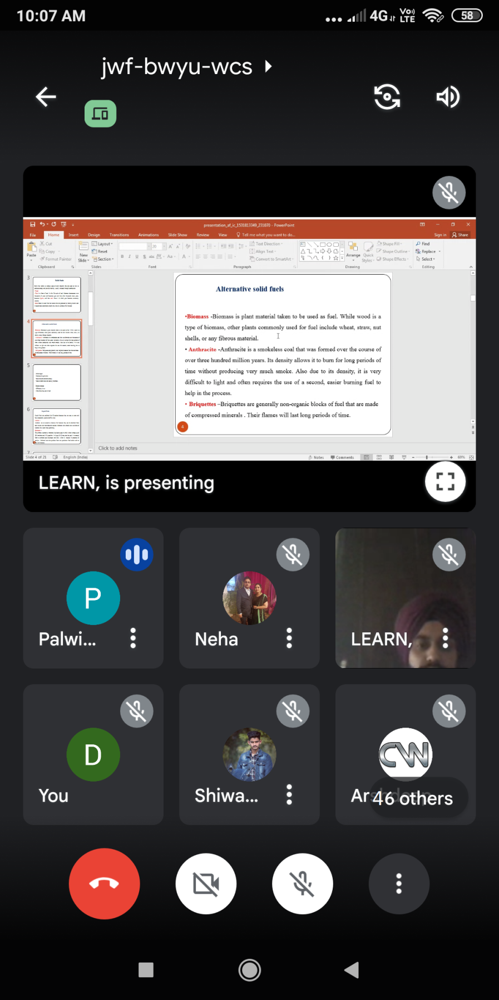 10:07 AM
4G
Vo)) LTE
58
jwf-bwyu-wcs
presentation_af_ic_1531813349_231070 - PowerPoint
File Home Insert Design Transitions Animations Slide Show Review View Tell me what you want to do... Sign in Share
Cut
Copy
Format Painter
Paste
Clipboard
New
Slide
Layout
Reset
Section
Slides
20
Font
Text Direction
Align Text
Convert to SmartArt
Paragraph
Arrange
Quick
Styles
Shape Fill
Shape Outline
Shape Effects
Drawing
Find
Replace
Select
Editing
3
4
5
6
7
Alternative solid fuels
•Biomass -Biomass is plant material taken to be used as fuel. While wood is a
type of biomass, other plants commonly used for fuel include wheat, straw, nut
shells, or any fibrous material.
• Anthracite -Anthracite is a smokeless coal that was formed over the course of
over three hundred million years. Its density allows it to burn for long periods of
time without producing very much smoke. Also due to its density, it is very
difficult to light and often requires the use of a second, easier burning fuel to
help in the process.
• Briquettes –Briquettes are generally non-organic blocks of fuel that are made
of compressed minerals . Their flames will last long periods of time.
4
Click to add notes
Slide 4 of 21 English (India) Notes Comments 69%
LEARN, is presenting
P
Palwi...
Neha
LEARN,
D
You
Shiwa...
CW
Arshdeep
46 others